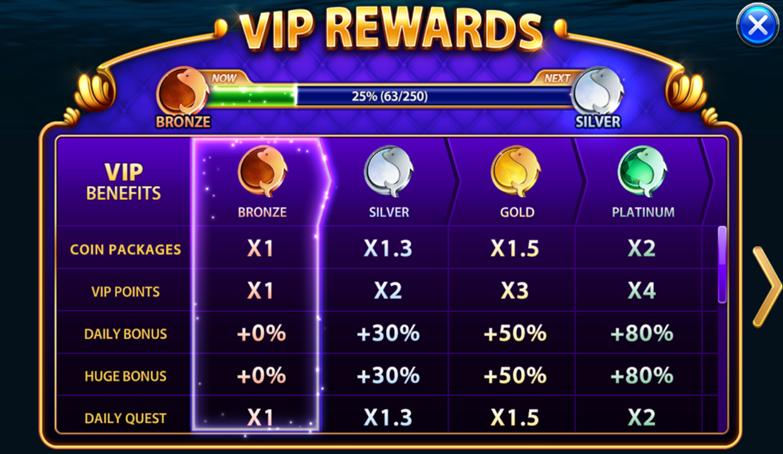 VIP REWARDS
NOW
NEXT
25% (63/250)
BRONZE
SILVER
VIP
BENEFITS
BRONZE
SILVER
GOLD
PLATINUM
COIN PACKAGES
X1
X1.3
X1.5
X2
VIP POINTS
X1
X2
X3
X4
DAILY BONUS
+0%
+30%
+50%
+80%
HUGE BONUS
+0%
+30%
+50%
+80%
DAILY QUEST
X1
X1.3
X1.5
X2